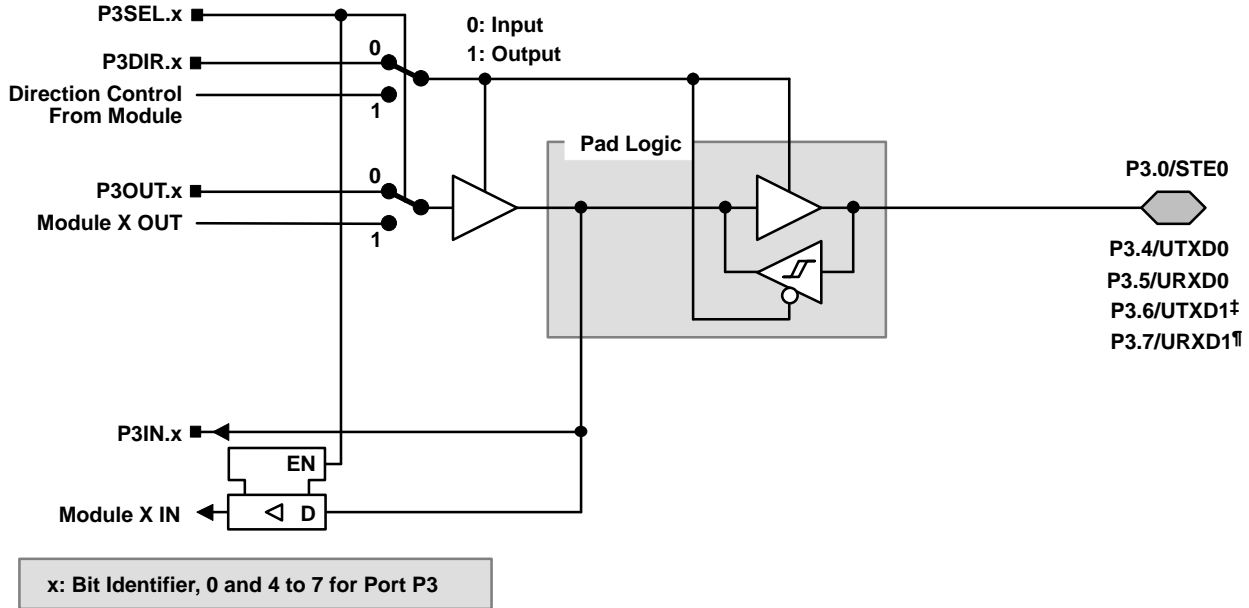 P3SEL.x
0: Input
1: Output
P3DIR.x
0
Direction Control
From Module
1
Pad Logic
P3.0/STE0
P3OUT.x
0
Module X OUT
1
P3.4/UTXD0
P3.5/URXD0
P3.6/UTXD1‡
P3.7/URXD1¶
P3IN.x
EN
Module X IN
D
x: Bit Identifier, 0 and 4 to 7 for Port P3